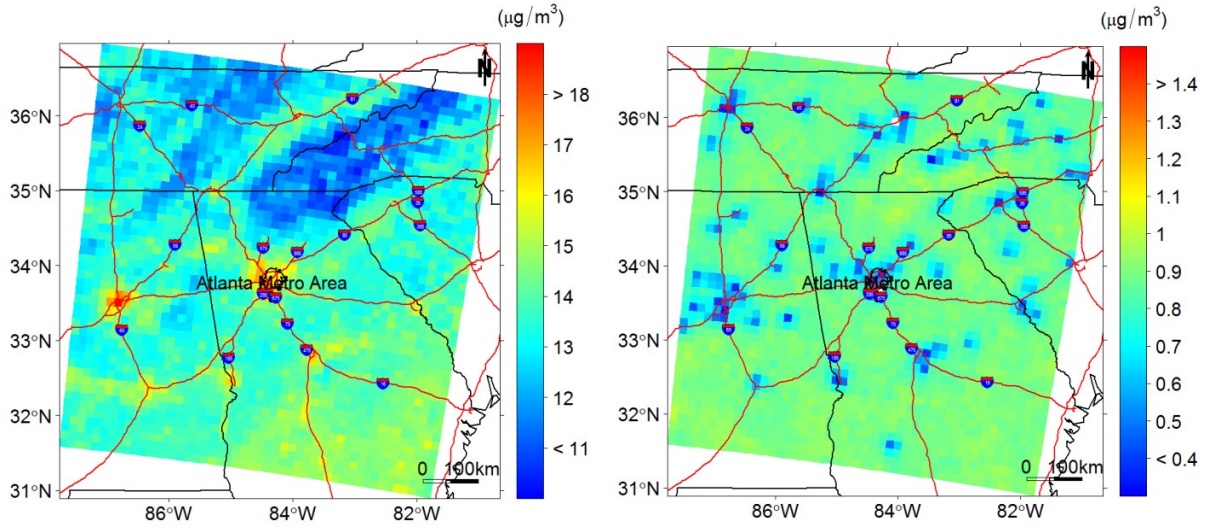 (μg/m³)
N
36°N
35°N
34°N
33°N
32°N
31°N
Atlanta Metro Area
0 100km
86°W 84°W 82°W
> 18
16
15
14
13
12
< 11
(μg/m³)
N
36°N
35°N
34°N
33°N
32°N
31°N
Atlanta Metro Area
0 100km
86°W 84°W 82°W
> 1.4
1.3
1.2
1.1
1
0.9
0.8
0.7
0.6
0.5
< 0.4